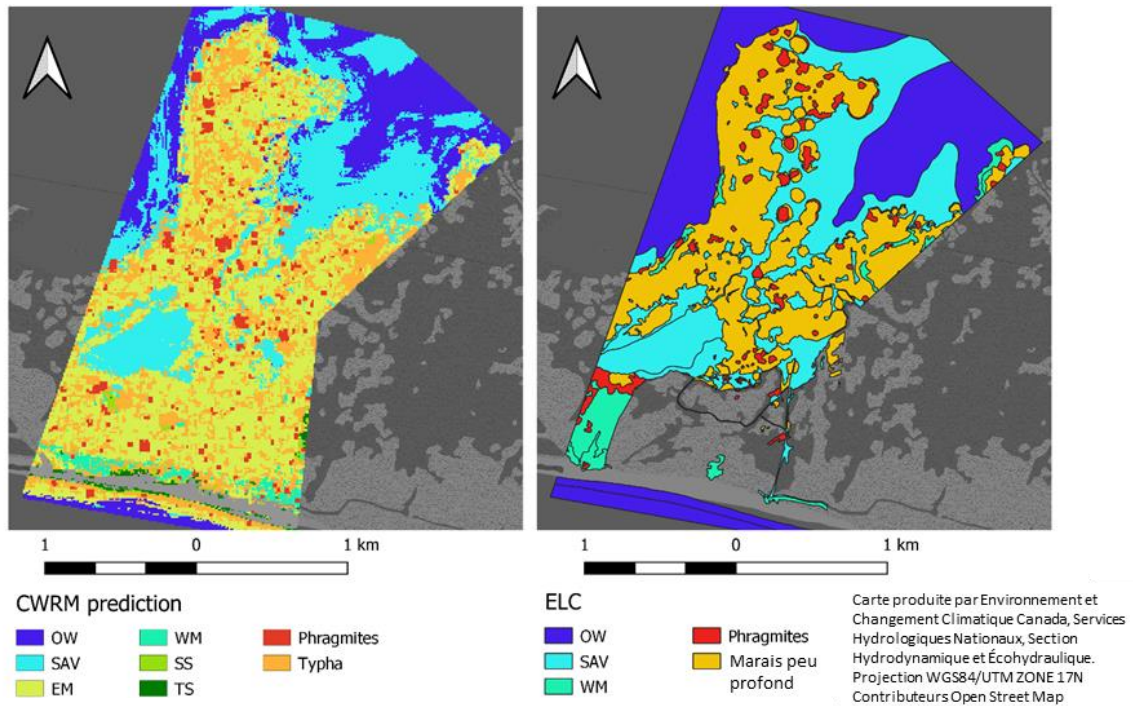 1 0 1 km
1 0 1 km
CWRM prediction
OW
SAV
EM
WM
SS
TS
Phragmites
Typha
ELC
OW
SAV
WM
Phragmites
Marais peu
profond
Carte produite par Environnement et
Changement Climatique Canada, Services
Hydrologiques Nationaux, Section
Hydrodynamique et Écohydraulique.
Projection WGS84/UTM ZONE 17N
Contributeurs Open Street Map